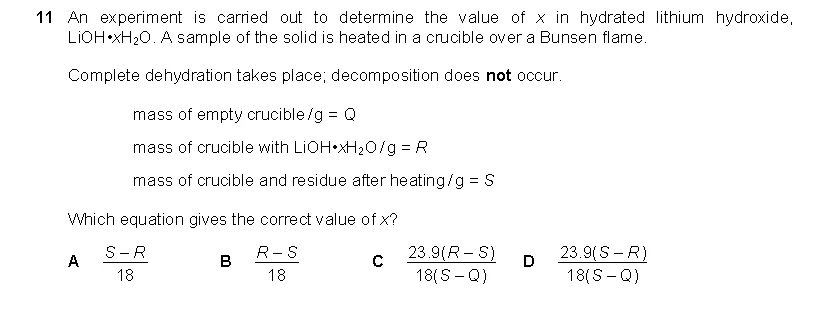 11 An experiment is carried out to determine the value of x in hydrated lithium hydroxide,
LiOH•xH₂O. A sample of the solid is heated in a crucible over a Bunsen flame.
Complete dehydration takes place; decomposition does not occur.
mass of empty crucible/g = Q
mass of crucible with LiOH•xH₂O/g = R
mass of crucible and residue after heating/g = S
Which equation gives the correct value of x?
A (S – R)/18 B (R – S)/18 C 23.9(R – S)/18(S – Q) D 23.9(S – R)/18(S – Q)